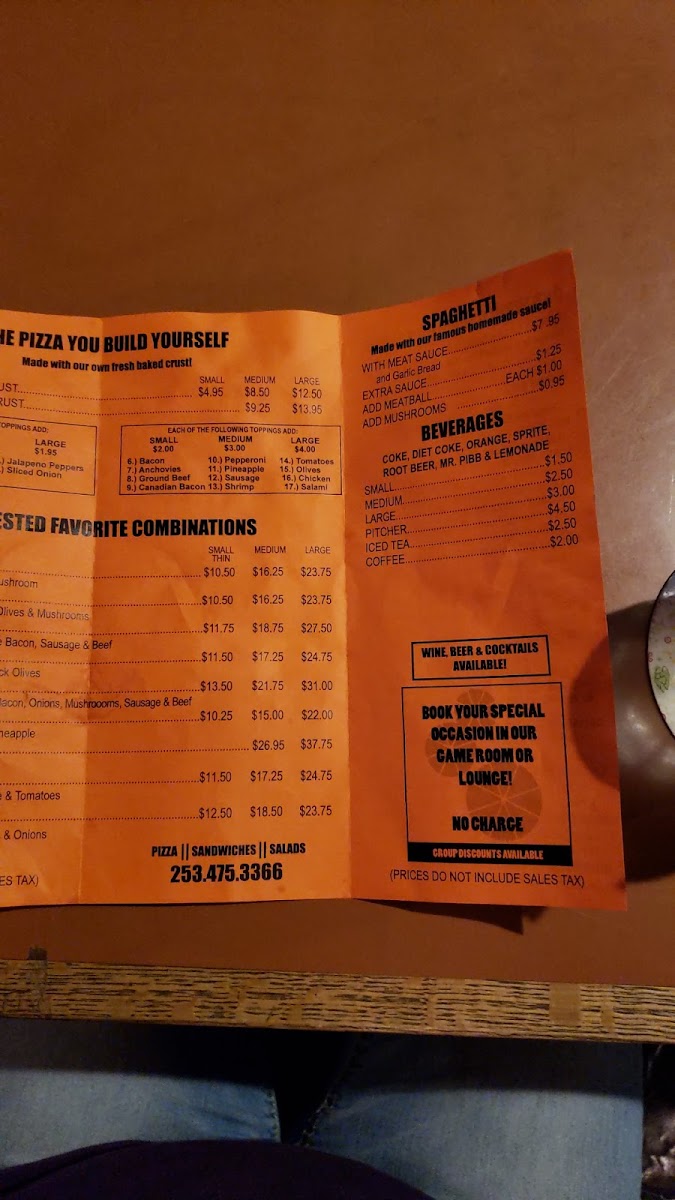 HE PIZZA YOU BUILD YOURSELF
Made with our own fresh baked crust!
SMALL MEDIUM LARGE
UST............ $4.95 $8.50 $12.50
RUST............ $9.25 $13.95
OPPINGS ADD:
LARGE
$1.95
.) Jalapeno Peppers
.) Sliced Onion
EACH OF THE FOLLOWING TOPPINGS ADD:
SMALL MEDIUM LARGE
$2.00 $3.00 $4.00
6.) Bacon 10.) Pepperoni 14.) Tomatoes
7.) Anchovies 11.) Pineapple 15.) Olives
8.) Ground Beef 12.) Sausage 16.) Chicken
9.) Canadian Bacon 13.) Shrimp 17.) Salami
ESTED FAVORITE COMBINATIONS
SMALL MEDIUM LARGE
THIN
............$10.50 $16.25 $23.75
ushroom
............$10.50 $16.25 $23.75
Olives & Mushrooms
............$11.75 $18.75 $27.50
e Bacon, Sausage & Beef
............$11.50 $17.25 $24.75
ck Olives
............$13.50 $21.75 $31.00
Bacon, Onions, Mushroooms, Sausage & Beef
............$10.25 $15.00 $22.00
neapple
............ $26.95 $37.75
............$11.50 $17.25 $24.75
e & Tomatoes
............$12.50 $18.50 $23.75
& Onions
PIZZA || SANDWICHES || SALADS
253.475.3366
ES TAX)
SPAGHETTI
Made with our famous homemade sauce!
WITH MEAT SAUCE............$7 .95
and Garlic Bread
EXTRA SAUCE............$1.25
ADD MEATBALL............EACH $1.00
ADD MUSHROOMS ............$0.95
BEVERAGES
COKE, DIET COKE, ORANGE, SPRITE,
ROOT BEER, MR. PIBB & LEMONADE
SMALL............$1.50
MEDIUM............$2.50
LARGE............$3.00
PITCHER............$4.50
ICED TEA............$2.50
COFFEE............$2.00
WINE, BEER & COCKTAILS
AVAILABLE!
BOOK YOUR SPECIAL
OCCASION IN OUR
GAME ROOM OR
LOUNGE!
NO CHARGE
GROUP DISCOUNTS AVAILABLE
(PRICES DO NOT INCLUDE SALES TAX)